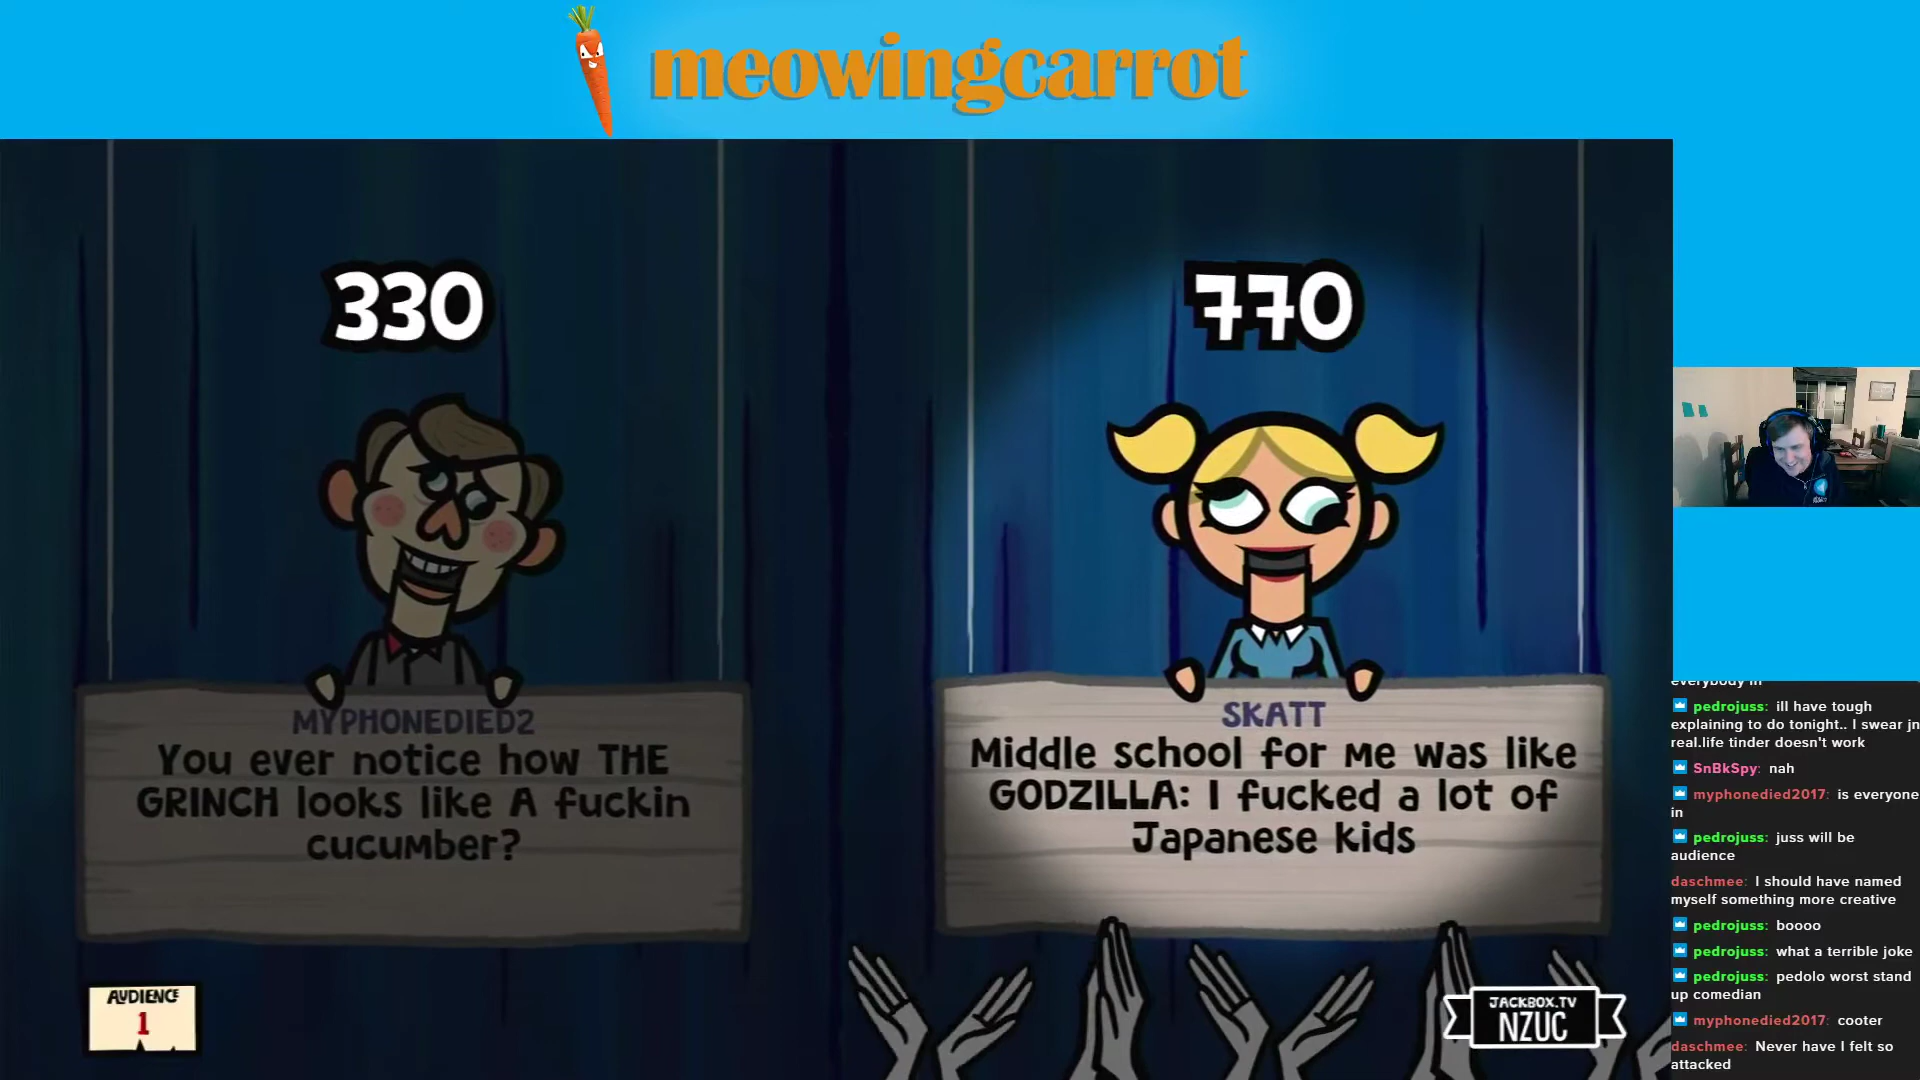 meowingcarrot
330
770
MYPHONEDIED2
You ever notice how THE
GRINCH looks like A fuckin
cucumber?
SKATT
Middle school for me was like
GODZILLA: I fucked a lot of
Japanese kids
AUDIENCE
1
JACKBOX.TV
NZUC
everybody in
pedrojuss: ill have tough
explaining to do tonight.. I swear jn
real.life tinder doesn't work
SnBkSpy: nah
myphonedied2017: is everyone
in
pedrojuss: juss will be
audience
daschmee: I should have named
myself something more creative
pedrojuss: boooo
pedrojuss: what a terrible joke
pedrojuss: pedolo worst stand
up comedian
myphonedied2017: cooter
daschmee: Never have I felt so
attacked